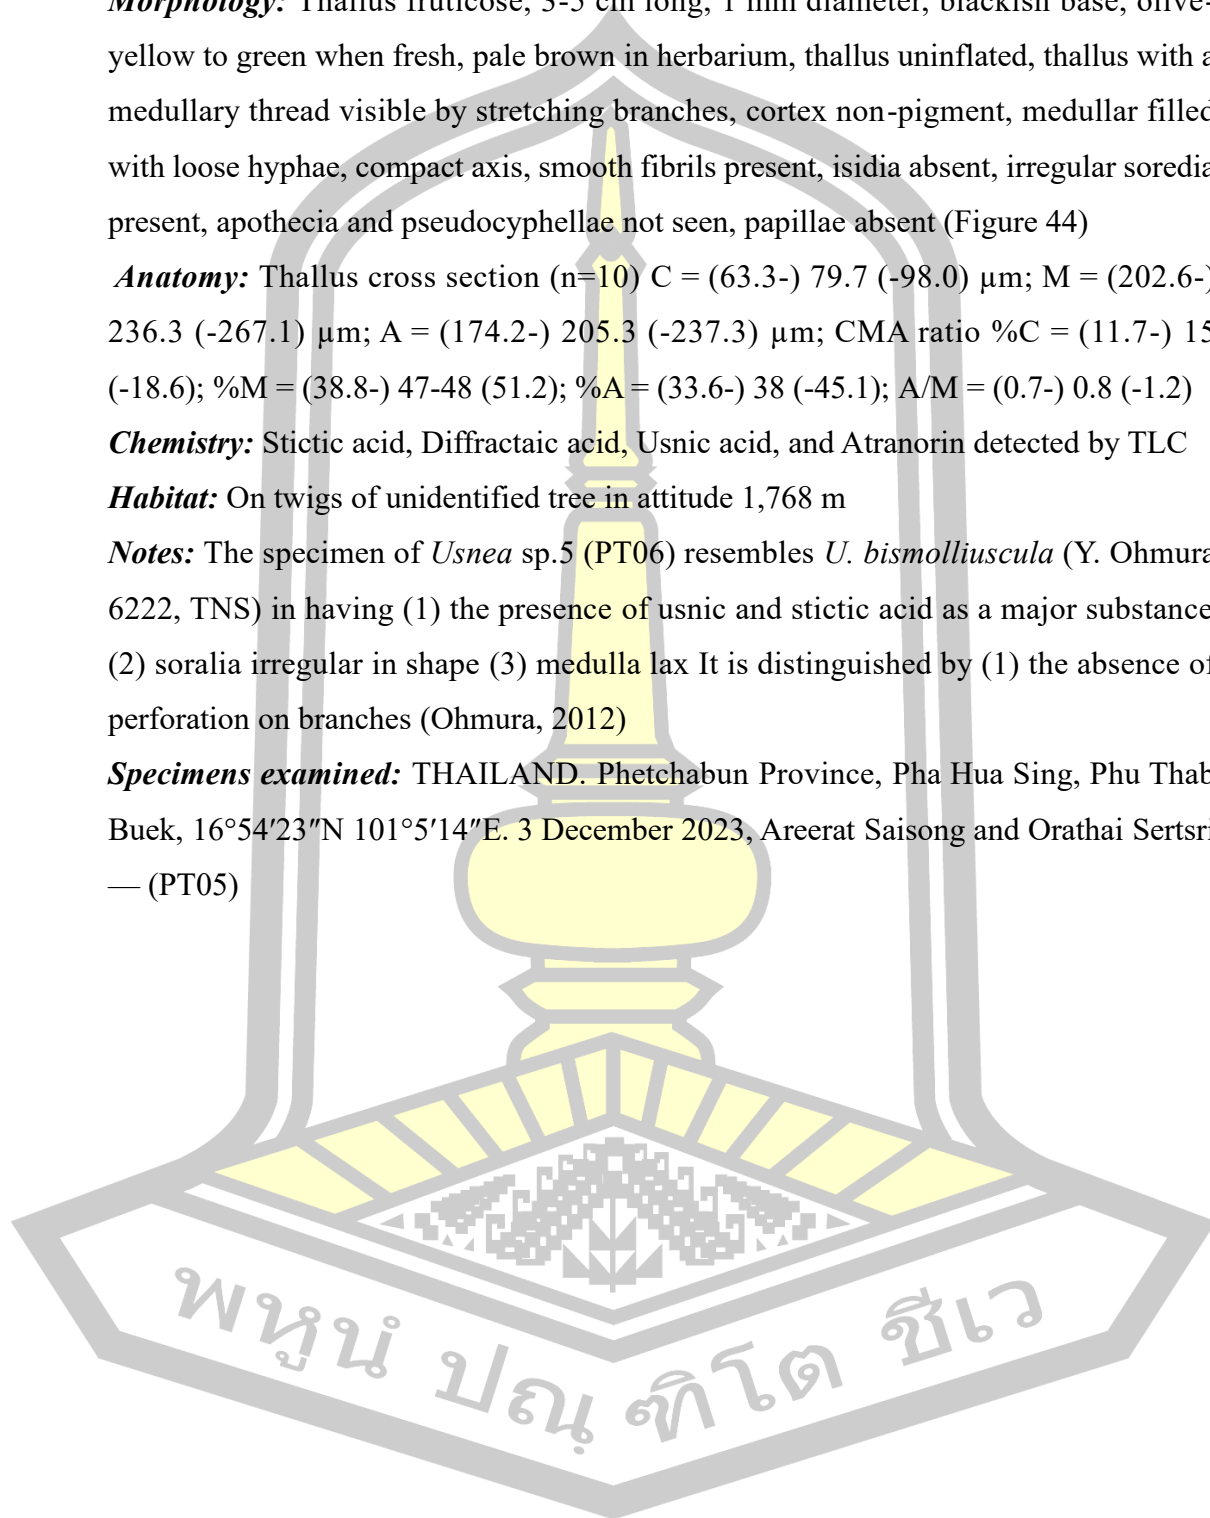 Morphology: Thallus fruticose, 3-5 cm long, 1 mm diameter, blackish base, olive-
yellow to green when fresh, pale brown in herbarium, thallus uninflated, thallus with a
medullary thread visible by stretching branches, cortex non-pigment, medullar filled
with loose hyphae, compact axis, smooth fibrils present, isidia absent, irregular soredia
present, apothecia and pseudocyphellae not seen, papillae absent (Figure 44)
Anatomy: Thallus cross section (n=10) C = (63.3-) 79.7 (-98.0) µm; M = (202.6-)
236.3 (-267.1) µm; A = (174.2-) 205.3 (-237.3) µm; CMA ratio %C = (11.7-) 15
(-18.6); %M = (38.8-) 47-48 (51.2); %A = (33.6-) 38 (-45.1); A/M = (0.7-) 0.8 (-1.2)
Chemistry: Stictic acid, Diffractaic acid, Usnic acid, and Atranorin detected by TLC
Habitat: On twigs of unidentified tree in attitude 1,768 m
Notes: The specimen of Usnea sp.5 (PT06) resembles U. bismolliuscula (Y. Ohmura
6222, TNS) in having (1) the presence of usnic and stictic acid as a major substance
(2) soralia irregular in shape (3) medulla lax It is distinguished by (1) the absence of
perforation on branches (Ohmura, 2012)
Specimens examined: THAILAND. Phetchabun Province, Pha Hua Sing, Phu Thab
Buek, 16°54′23″N 101°5′14″E. 3 December 2023, Areerat Saisong and Orathai Sertsri
— (PT05)
พหูนํ ปณฺฑิโต ชีเว